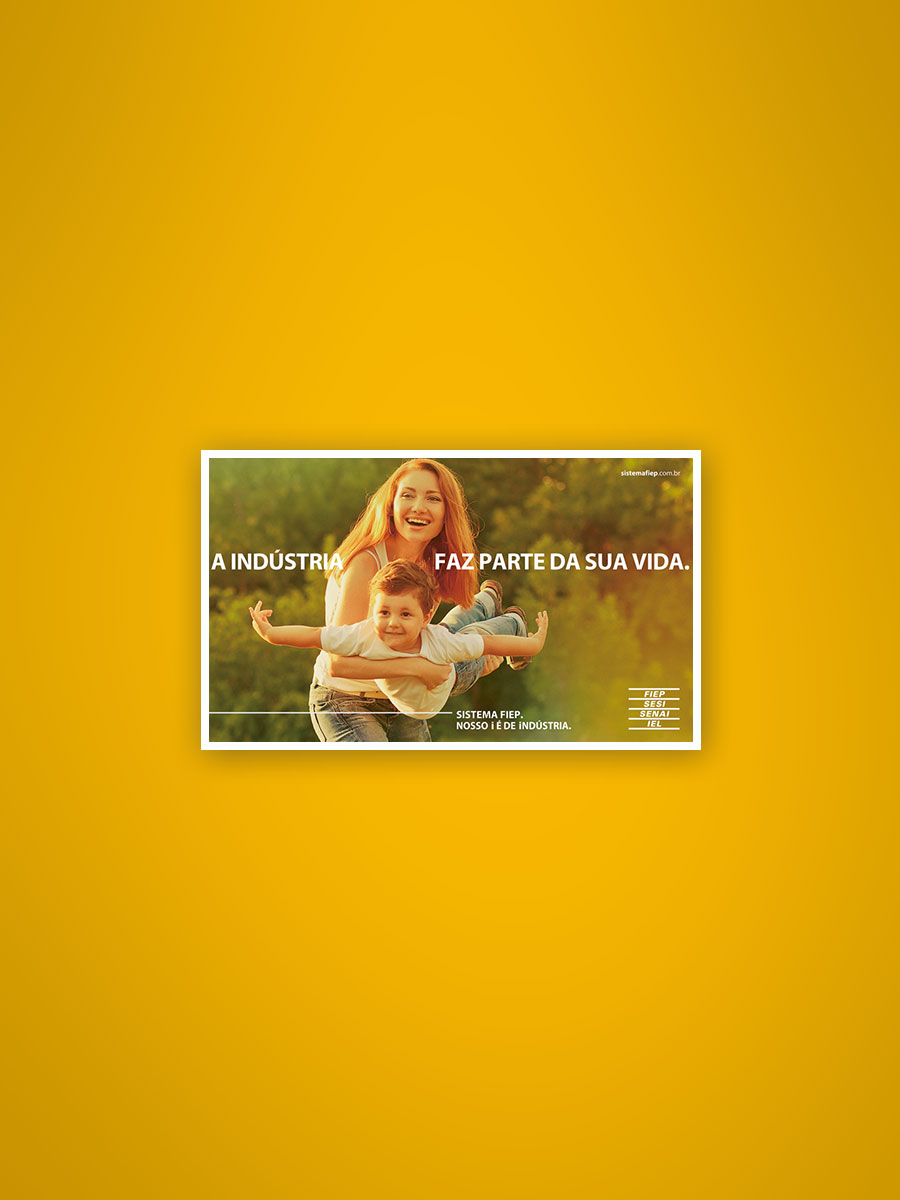 sistemafiep.com.br
A INDÚSTRIA FAZ PARTE DA SUA VIDA.
SISTEMA FIEP.
NOSSO i É DE iNDÚSTRIA.
FIEP
SESI
SENAI
IEL